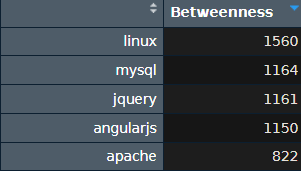 Betweenness
linux 1560
mysql 1164
jquery 1161
angularjs 1150
apache 822